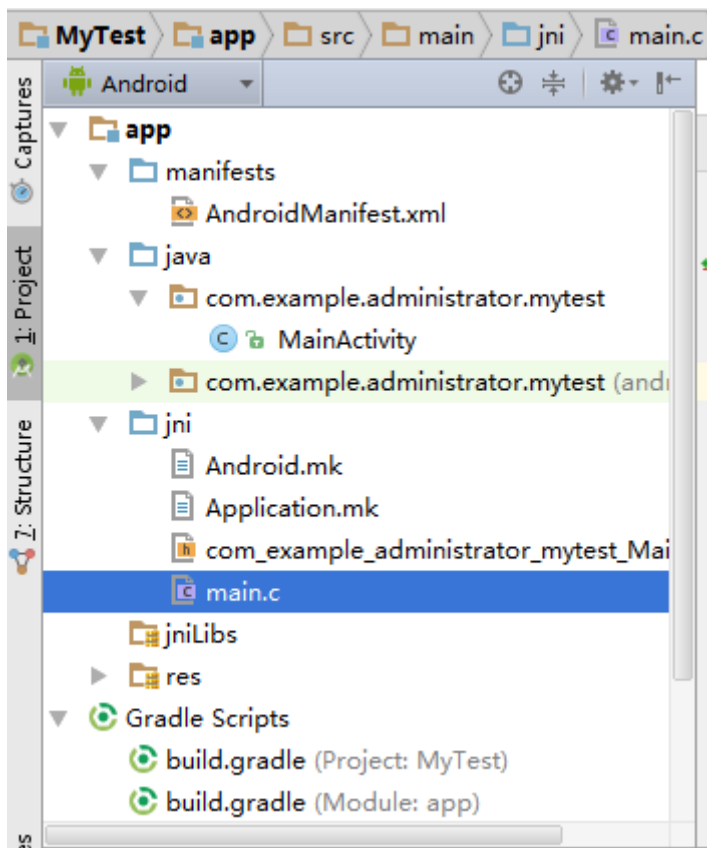 MyTest app src main jni main.c
Android
Captures
1: Project
7: Structure
app
manifests
AndroidManifest.xml
java
com.example.administrator.mytest
MainActivity
com.example.administrator.mytest (andr
jni
Android.mk
Application.mk
com_example_administrator_mytest_Mai
main.c
jniLibs
res
Gradle Scripts
build.gradle (Project: MyTest)
build.gradle (Module: app)